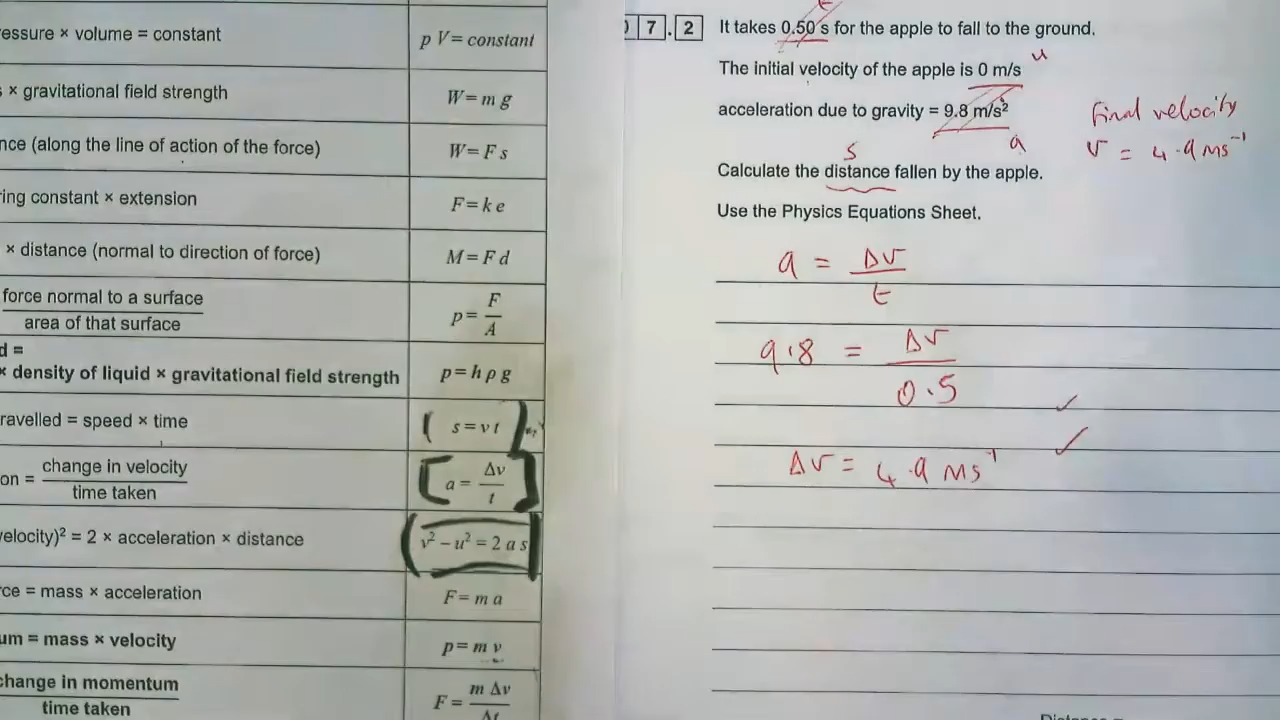 essure × volume = constant
p V = constant
× gravitational field strength
W = m g
nce (along the line of action of the force)
W = F s
ing constant × extension
F = k e
× distance (normal to direction of force)
M = F d
force normal to a surface
area of that surface
p = F / A
d =
× density of liquid × gravitational field strength
p = h ρ g
ravelled = speed × time
( s = v t )
on = change in velocity / time taken
[ a = Δv / t ]
velocity)² = 2 × acceleration × distance
( v² – u² = 2 a s )
rce = mass × acceleration
F = m a
um = mass × velocity
p = m v
change in momentum
time taken
F = m Δv / Δt
t
0 7 . 2 It takes 0.50 s for the apple to fall to the ground.
u
The initial velocity of the apple is 0 m/s
acceleration due to gravity = 9.8 m/s²
a
final velocity
v = 4.9 ms⁻¹
s
Calculate the distance fallen by the apple.
Use the Physics Equations Sheet.
a = Δv / t
9.8 = Δv / 0.5 ✓
Δv = 4.9 ms⁻¹ ✓
Distance =